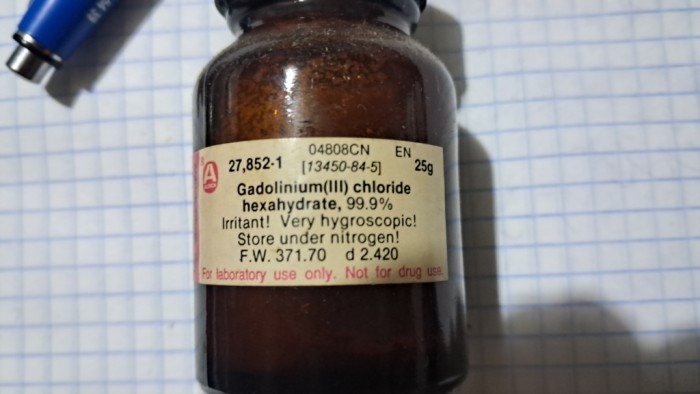 04808CN EN
27,852-1 [13450-84-5] 25g
Gadolinium(III) chloride
hexahydrate, 99.9%
Irritant! Very hygroscopic!
Store under nitrogen!
F.W. 371.70 d 2.420
For laboratory use only. Not for drug use.